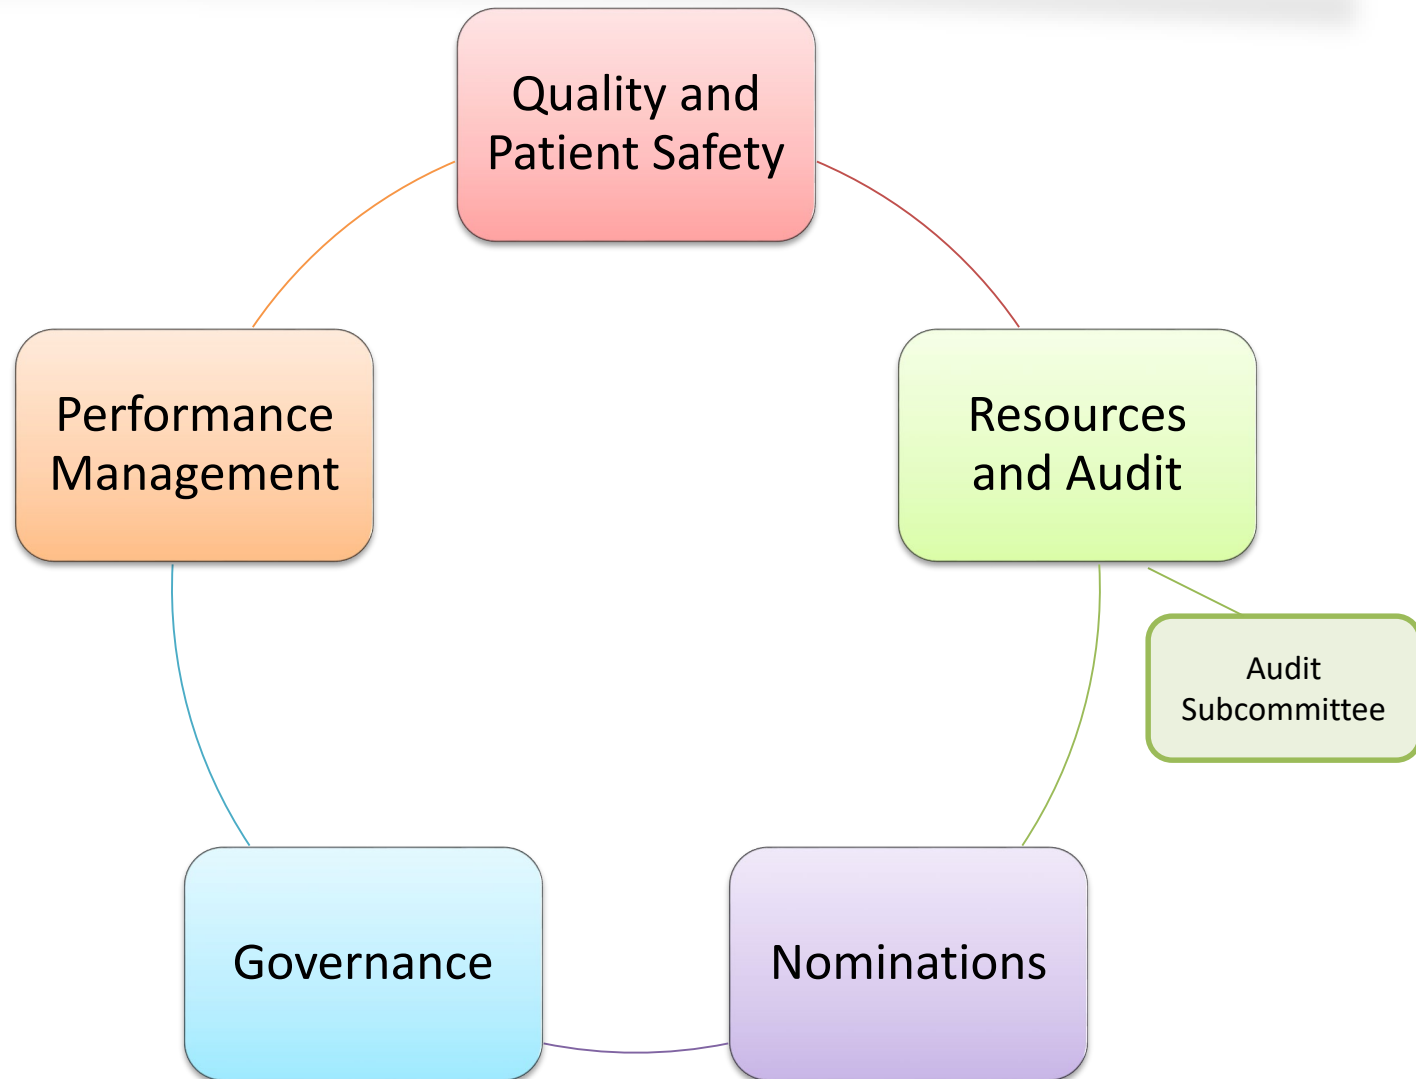 Quality and
Patient Safety
Performance
Management
Resources
and Audit
Audit
Subcommittee
Governance
Nominations